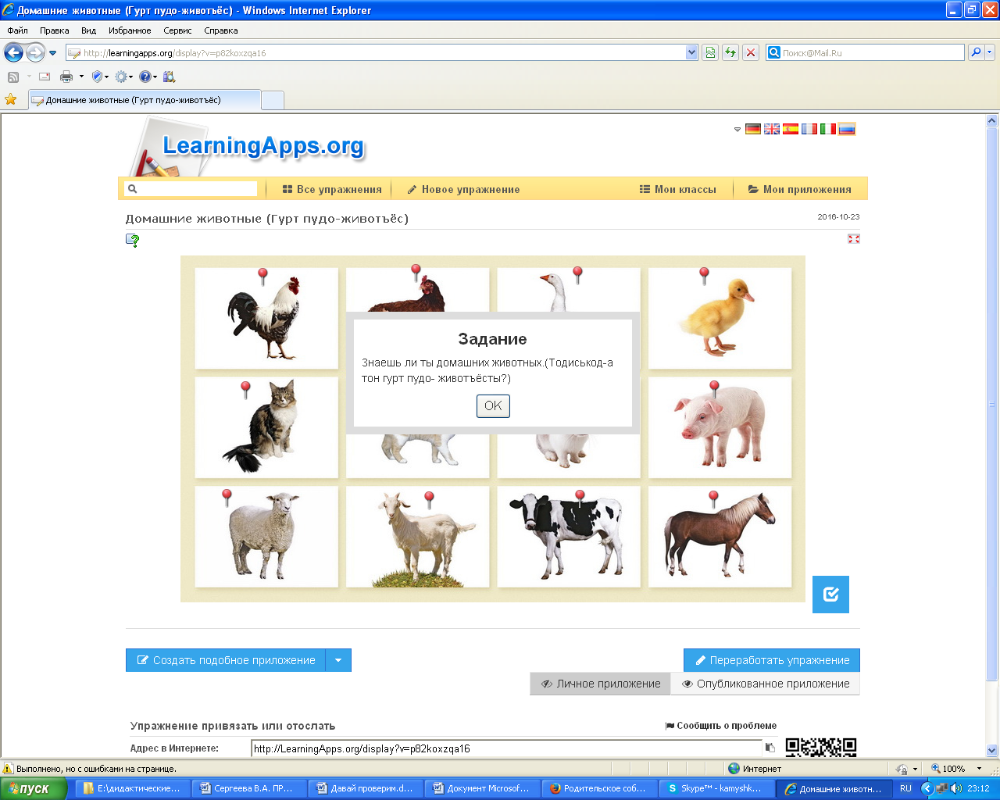 Домашние животные (Гурт пудо-животъёс) - Windows Internet Explorer
Файл Правка Вид Избранное Сервис Справка
http://learningapps.org/display?v=p82koxzqa16
Поиск@Mail.Ru
Домашние животные (Гурт пудо-животъёс)
LearningApps.org
Все упражнения Новое упражнение Мои классы Мои приложения
Домашние животные (Гурт пудо-животъёс) 2016-10-23
Задание
Знаешь ли ты домашних животных.(Тодиськод-а
тон гурт пудо- животъёсты?)
OK
Создать подобное приложение Переработать упражнение
Личное приложение Опубликованное приложение
Упражнение привязать или отослать Сообщить о проблеме
Адрес в Интернете: http://LearningApps.org/display?v=p82koxzqa16
Выполнено, но с ошибками на странице. Интернет 100%
пуск E:\дидактические... Сергеева В.А. ПР... Давай проверим.d... Документ Microsof... Родительское соб... Skype™ - kamyshk... Домашние животн... RU 23:12